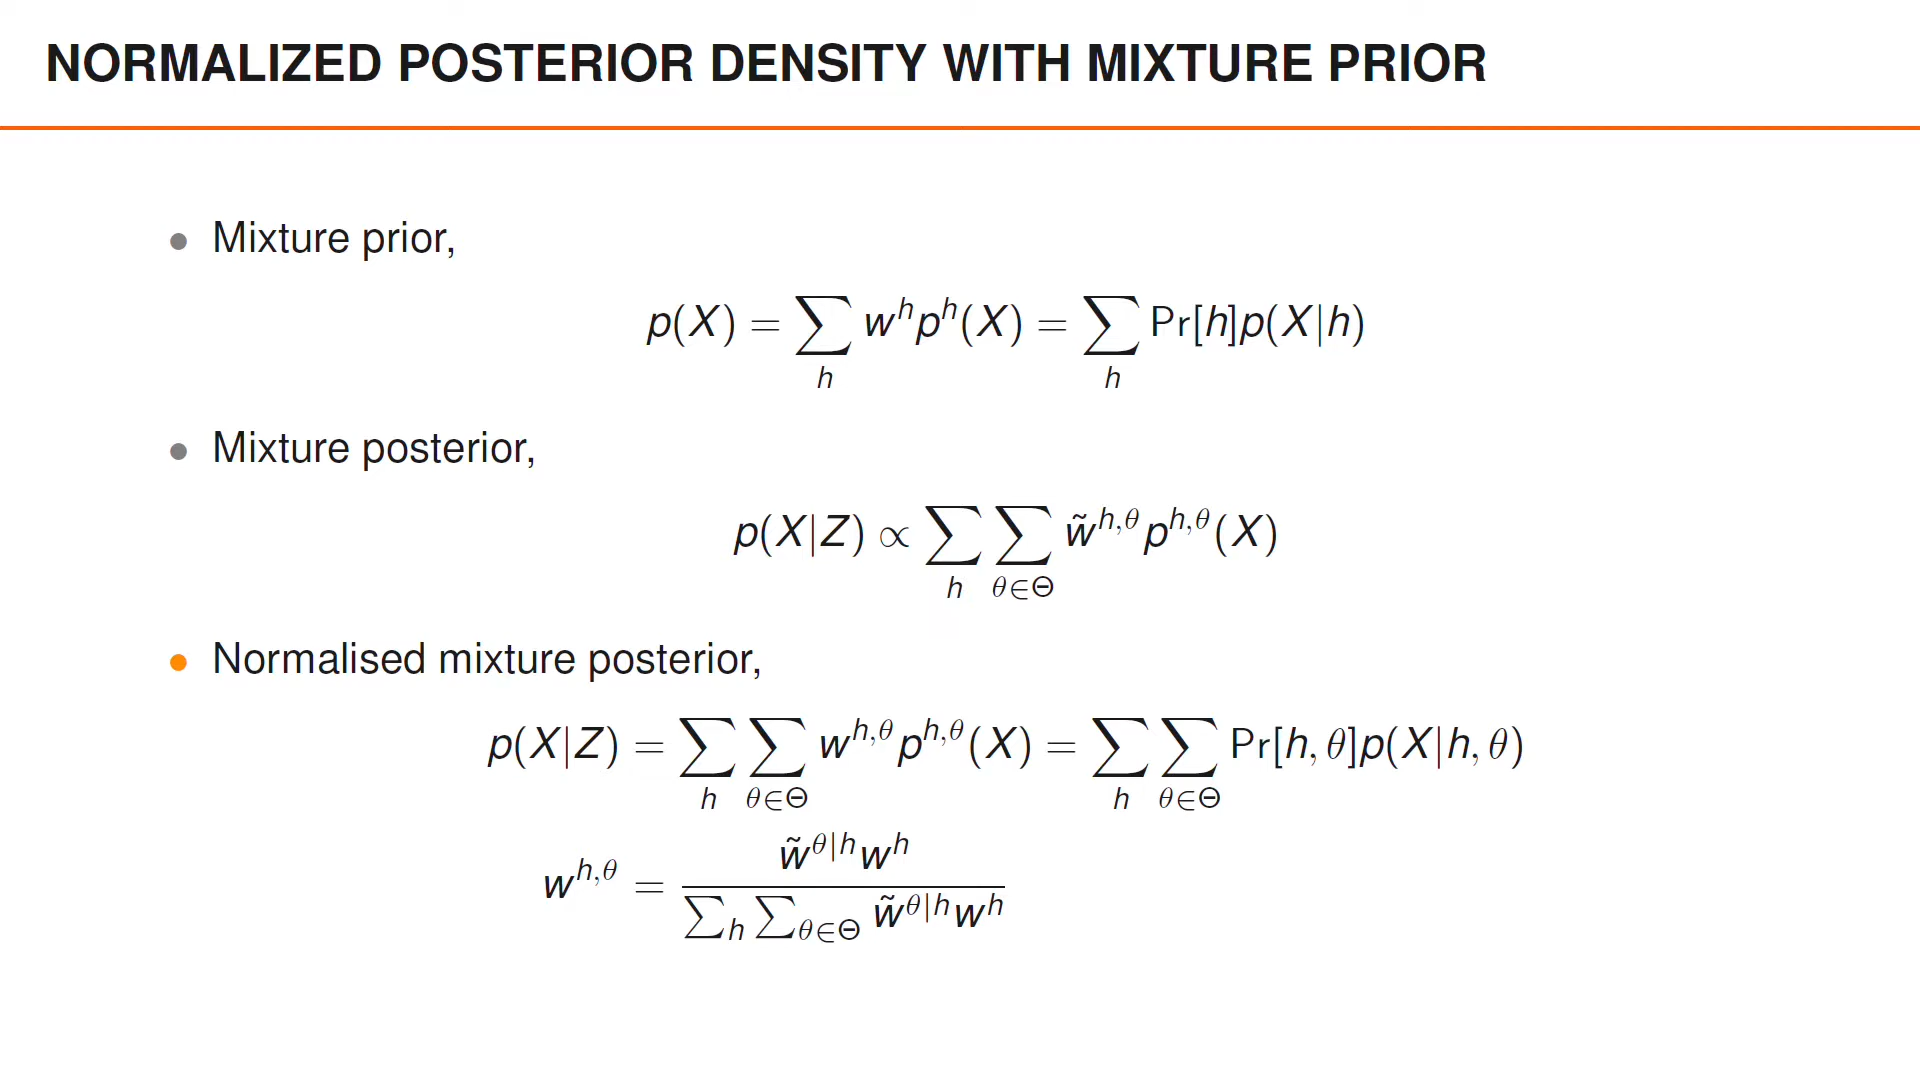 NORMALIZED POSTERIOR DENSITY WITH MIXTURE PRIOR
• Mixture prior,
p(X) = ∑_h w^h p^h(X) = ∑_h Pr[h]p(X|h)
• Mixture posterior,
p(X|Z) ∝ ∑_h ∑_{θ∈Θ} w̃^{h,θ} p^{h,θ}(X)
• Normalised mixture posterior,
p(X|Z) = ∑_h ∑_{θ∈Θ} w^{h,θ} p^{h,θ}(X) = ∑_h ∑_{θ∈Θ} Pr[h, θ]p(X|h, θ)
w^{h,θ} = \frac{w̃^{θ|h} w^h}{∑_h ∑_{θ∈Θ} w̃^{θ|h} w^h}